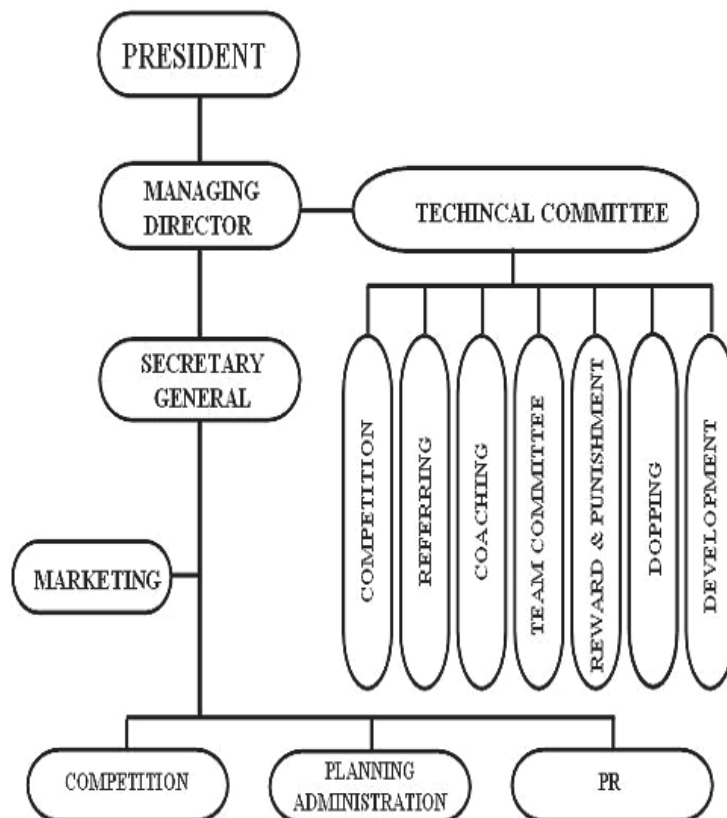 PRESIDENT
MANAGING
DIRECTOR
TECHINCAL COMMITTEE
SECRETARY
GENERAL
COMPETITION
REFERRING
COACHING
TEAM COMMITTEE
REWARD & PUNISHMENT
DOPPING
DEVELOPMENT
MARKETING
COMPETITION
PLANNING
ADMINISTRATION
PR